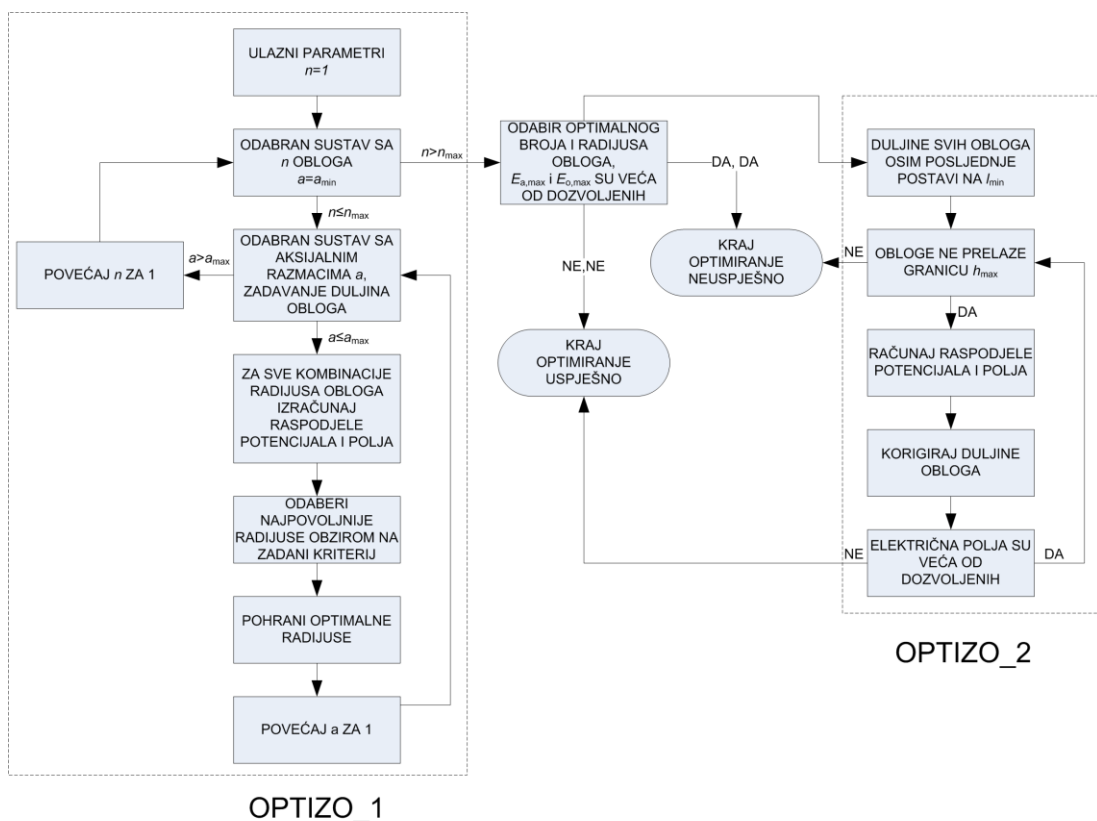 ULAZNI PARAMETRI
n=1
ODABRAN SUSTAV SA
n OBLOGA
a=amin
n>nmax
n≤nmax
POVEĆAJ n ZA 1
a>amax
ODABRAN SUSTAV SA
AKSIJALNIM
RAZMACIMA a,
ZADAVANJE DULJINA
OBLOGA
a≤amax
ZA SVE KOMBINACIJE
RADIJUSA OBLOGA
IZRAČUNAJ
RASPODJELE
POTENCIJALA I POLJA
ODABERI
NAJPOVOLJNIJE
RADIJUSE OBZIROM NA
ZADANI KRITERIJ
POHRANI OPTIMALNE
RADIJUSE
POVEĆAJ a ZA 1
OPTIZO_1
ODABIR OPTIMALNOG
BROJA I RADIJUSA
OBLOGA,
Ea,max i Eo,max SU VEĆA
OD DOZVOLJENIH
DA, DA
NE,NE
KRAJ
OPTIMIRANJE
NEUSPJEŠNO
KRAJ
OPTIMIRANJE
USPJEŠNO
DULJINE SVIH OBLOGA
OSIM POSLJEDNJE
POSTAVI NA lmin
NE
OBLOGE NE PRELAZE
GRANICU hmax
DA
RAČUNAJ RASPODJELE
POTENCIJALA I POLJA
KORIGIRAJ DULJINE
OBLOGA
NE
ELEKTRIČNA POLJA SU
VEĆA OD
DOZVOLJENIH
DA
OPTIZO_2